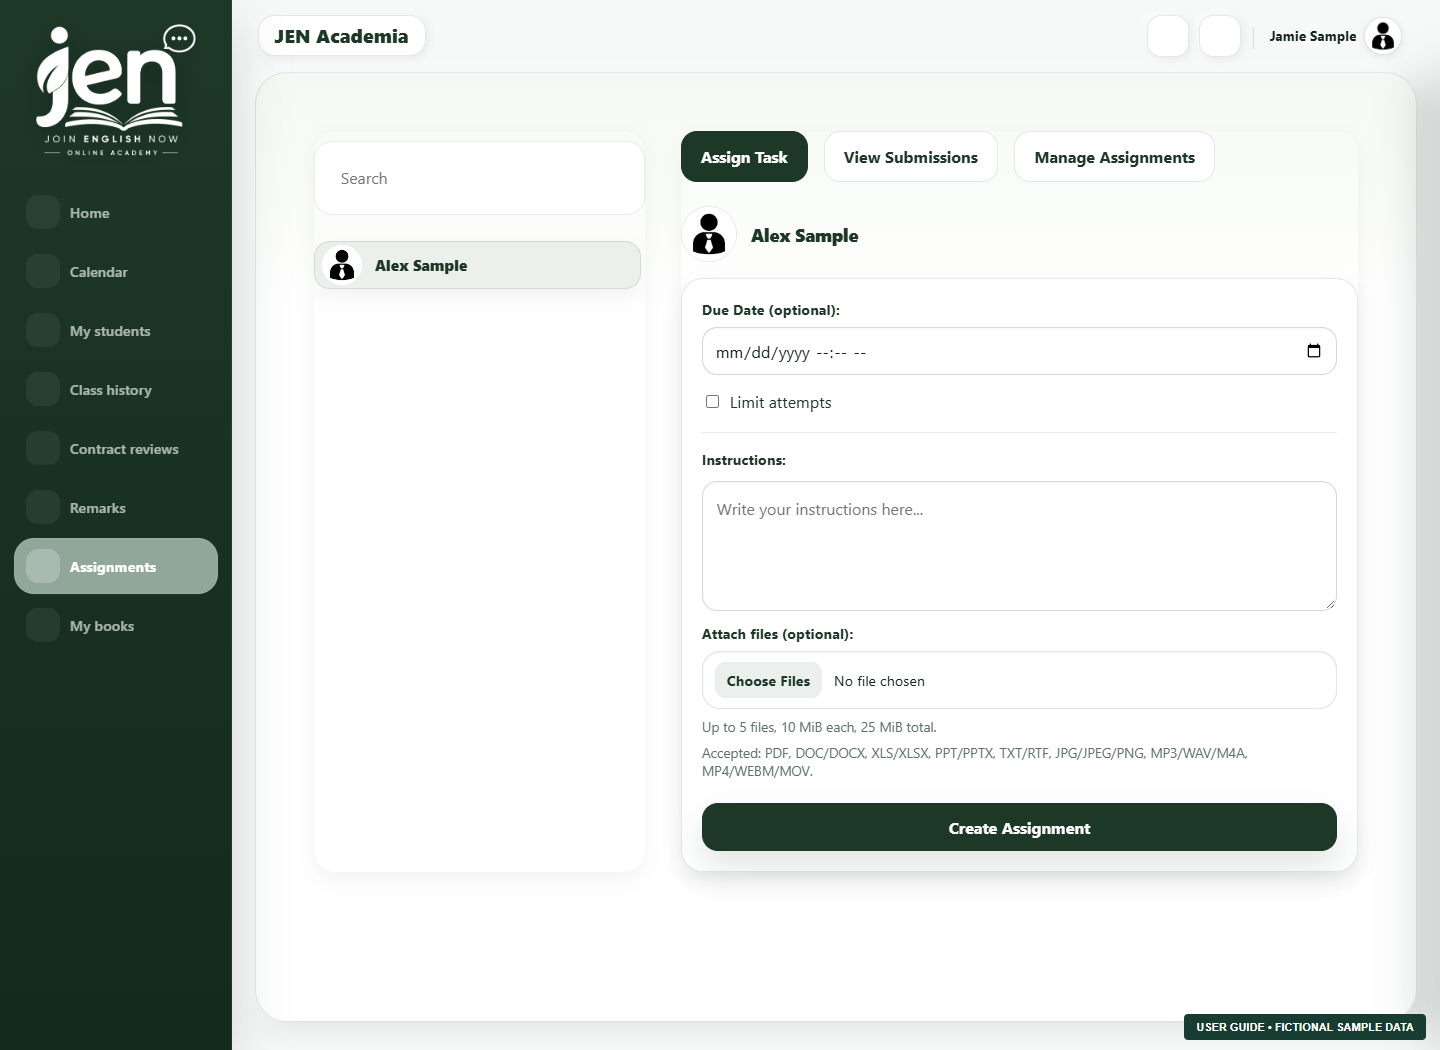 jen
JOIN ENGLISH NOW
ONLINE ACADEMY
Home
Calendar
My students
Class history
Contract reviews
Remarks
Assignments
My books
JEN Academia
Jamie Sample
Search
Alex Sample
Assign Task
View Submissions
Manage Assignments
Alex Sample
Due Date (optional):
mm/dd/yyyy --:-- --
Limit attempts
Instructions:
Write your instructions here...
Attach files (optional):
Choose Files No file chosen
Up to 5 files, 10 MiB each, 25 MiB total.
Accepted: PDF, DOC/DOCX, XLS/XLSX, PPT/PPTX, TXT/RTF, JPG/JPEG/PNG, MP3/WAV/M4A,
MP4/WEBM/MOV.
Create Assignment
USER GUIDE • FICTIONAL SAMPLE DATA